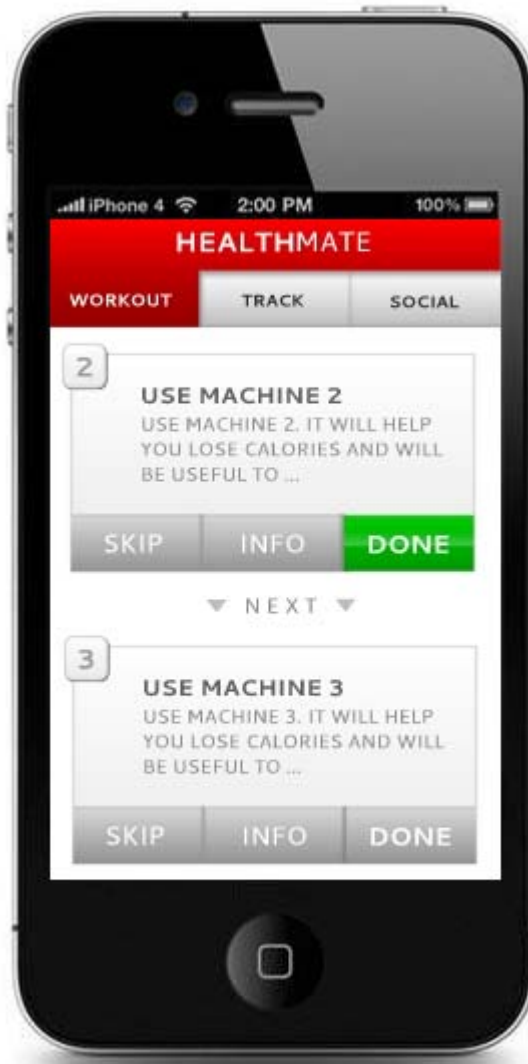 iPhone 4 2:00 PM 100%
HEALTHMATE
WORKOUT TRACK SOCIAL
2
USE MACHINE 2
USE MACHINE 2. IT WILL HELP
YOU LOSE CALORIES AND WILL
BE USEFUL TO ...
SKIP INFO DONE
NEXT
3
USE MACHINE 3
USE MACHINE 3. IT WILL HELP
YOU LOSE CALORIES AND WILL
BE USEFUL TO ...
SKIP INFO DONE